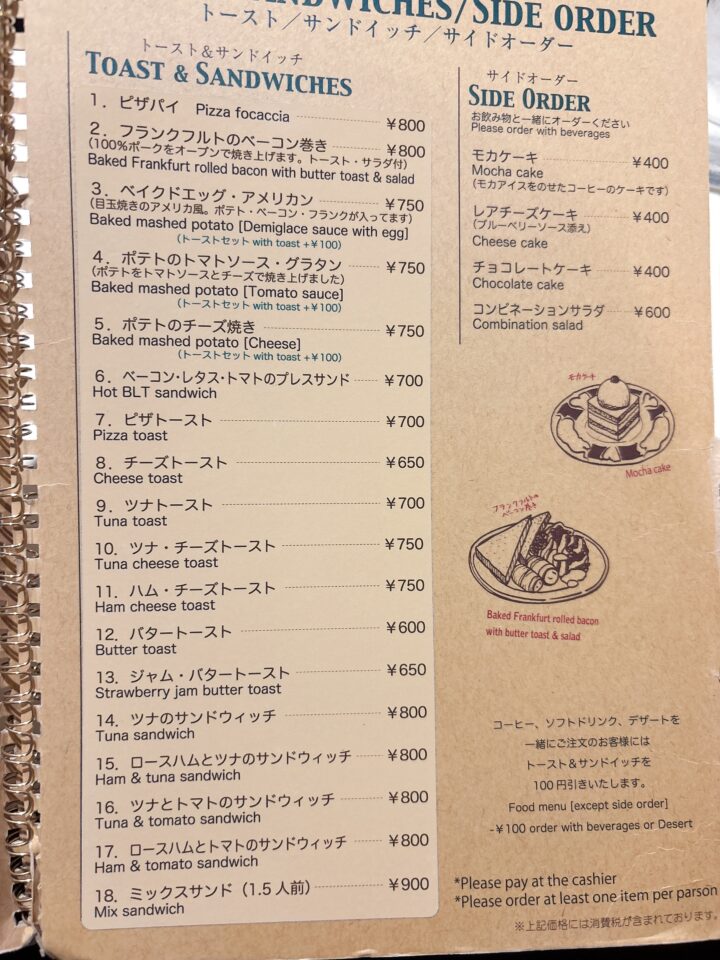 SANDWICHES/SIDE ORDER
トースト／サンドイッチ／サイドオーダー
トースト＆サンドイッチ
TOAST & SANDWICHES
1．ピザパイ Pizza focaccia ¥800
2．フランクフルトのベーコン巻き ¥800
（100%ポークをオーブンで焼き上げます。トースト・サラダ付）
Baked Frankfurt rolled bacon with butter toast & salad
3．ベイクドエッグ・アメリカン ¥750
（目玉焼きのアメリカ風。ポテト・ベーコン・フランクが入ってます）
Baked mashed potato [Demiglace sauce with egg]
（トーストセット with toast +¥100）
4．ポテトのトマトソース・グラタン ¥750
（ポテトをトマトソースとチーズで焼き上げました）
Baked mashed potato [Tomato sauce]
（トーストセット with toast +¥100）
5．ポテトのチーズ焼き ¥750
Baked mashed potato [Cheese]
（トーストセット with toast +¥100）
6．ベーコン・レタス・トマトのプレスサンド ¥700
Hot BLT sandwich
7．ピザトースト ¥700
Pizza toast
8．チーズトースト ¥650
Cheese toast
9．ツナトースト ¥700
Tuna toast
10．ツナ・チーズトースト ¥750
Tuna cheese toast
11．ハム・チーズトースト ¥750
Ham cheese toast
12．バタートースト ¥600
Butter toast
13．ジャム・バタートースト ¥650
Strawberry jam butter toast
14．ツナのサンドウィッチ ¥800
Tuna sandwich
15．ロースハムとツナのサンドウィッチ ¥800
Ham & tuna sandwich
16．ツナとトマトのサンドウィッチ ¥800
Tuna & tomato sandwich
17．ロースハムとトマトのサンドウィッチ ¥800
Ham & tomato sandwich
18．ミックスサンド（1.5人前） ¥900
Mix sandwich
サイドオーダー
SIDE ORDER
お飲み物と一緒にオーダーください
Please order with beverages
モカケーキ ¥400
Mocha cake
（モカアイスをのせたコーヒーのケーキです）
レアチーズケーキ ¥400
（ブルーベリーソース添え）
Cheese cake
チョコレートケーキ ¥400
Chocolate cake
コンビネーションサラダ ¥600
Combination salad
モカケーキ
Mocha cake
フランクフルトの
ベーコン巻き
Baked Frankfurt rolled bacon
with butter toast & salad
コーヒー、ソフトドリンク、デザートを
一緒にご注文のお客様には
トースト＆サンドイッチを
100円引きいたします。
Food menu [except side order]
-¥100 order with beverages or Desert
*Please pay at the cashier
*Please order at least one item per parson
※上記価格には消費税が含まれております。